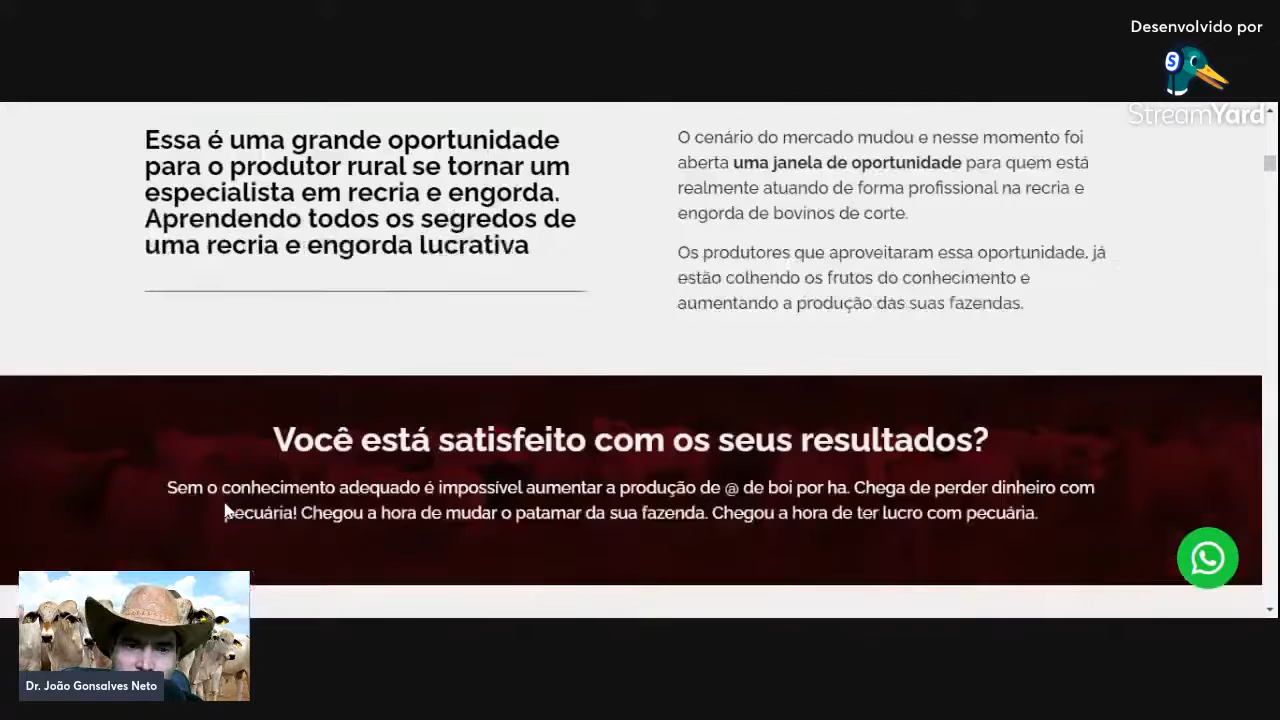 Desenvolvido por
S
StreamYard
Essa é uma grande oportunidade
para o produtor rural se tornar um
especialista em recria e engorda.
Aprendendo todos os segredos de
uma recria e engorda lucrativa
O cenário do mercado mudou e nesse momento foi
aberta uma janela de oportunidade para quem está
realmente atuando de forma profissional na recria e
engorda de bovinos de corte.
Os produtores que aproveitaram essa oportunidade, já
estão colhendo os frutos do conhecimento e
aumentando a produção das suas fazendas.
Você está satisfeito com os seus resultados?
Sem o conhecimento adequado é impossível aumentar a produção de @ de boi por ha. Chega de perder dinheiro com
pecuária! Chegou a hora de mudar o patamar da sua fazenda. Chegou a hora de ter lucro com pecuária.
Dr. João Gonsalves Neto